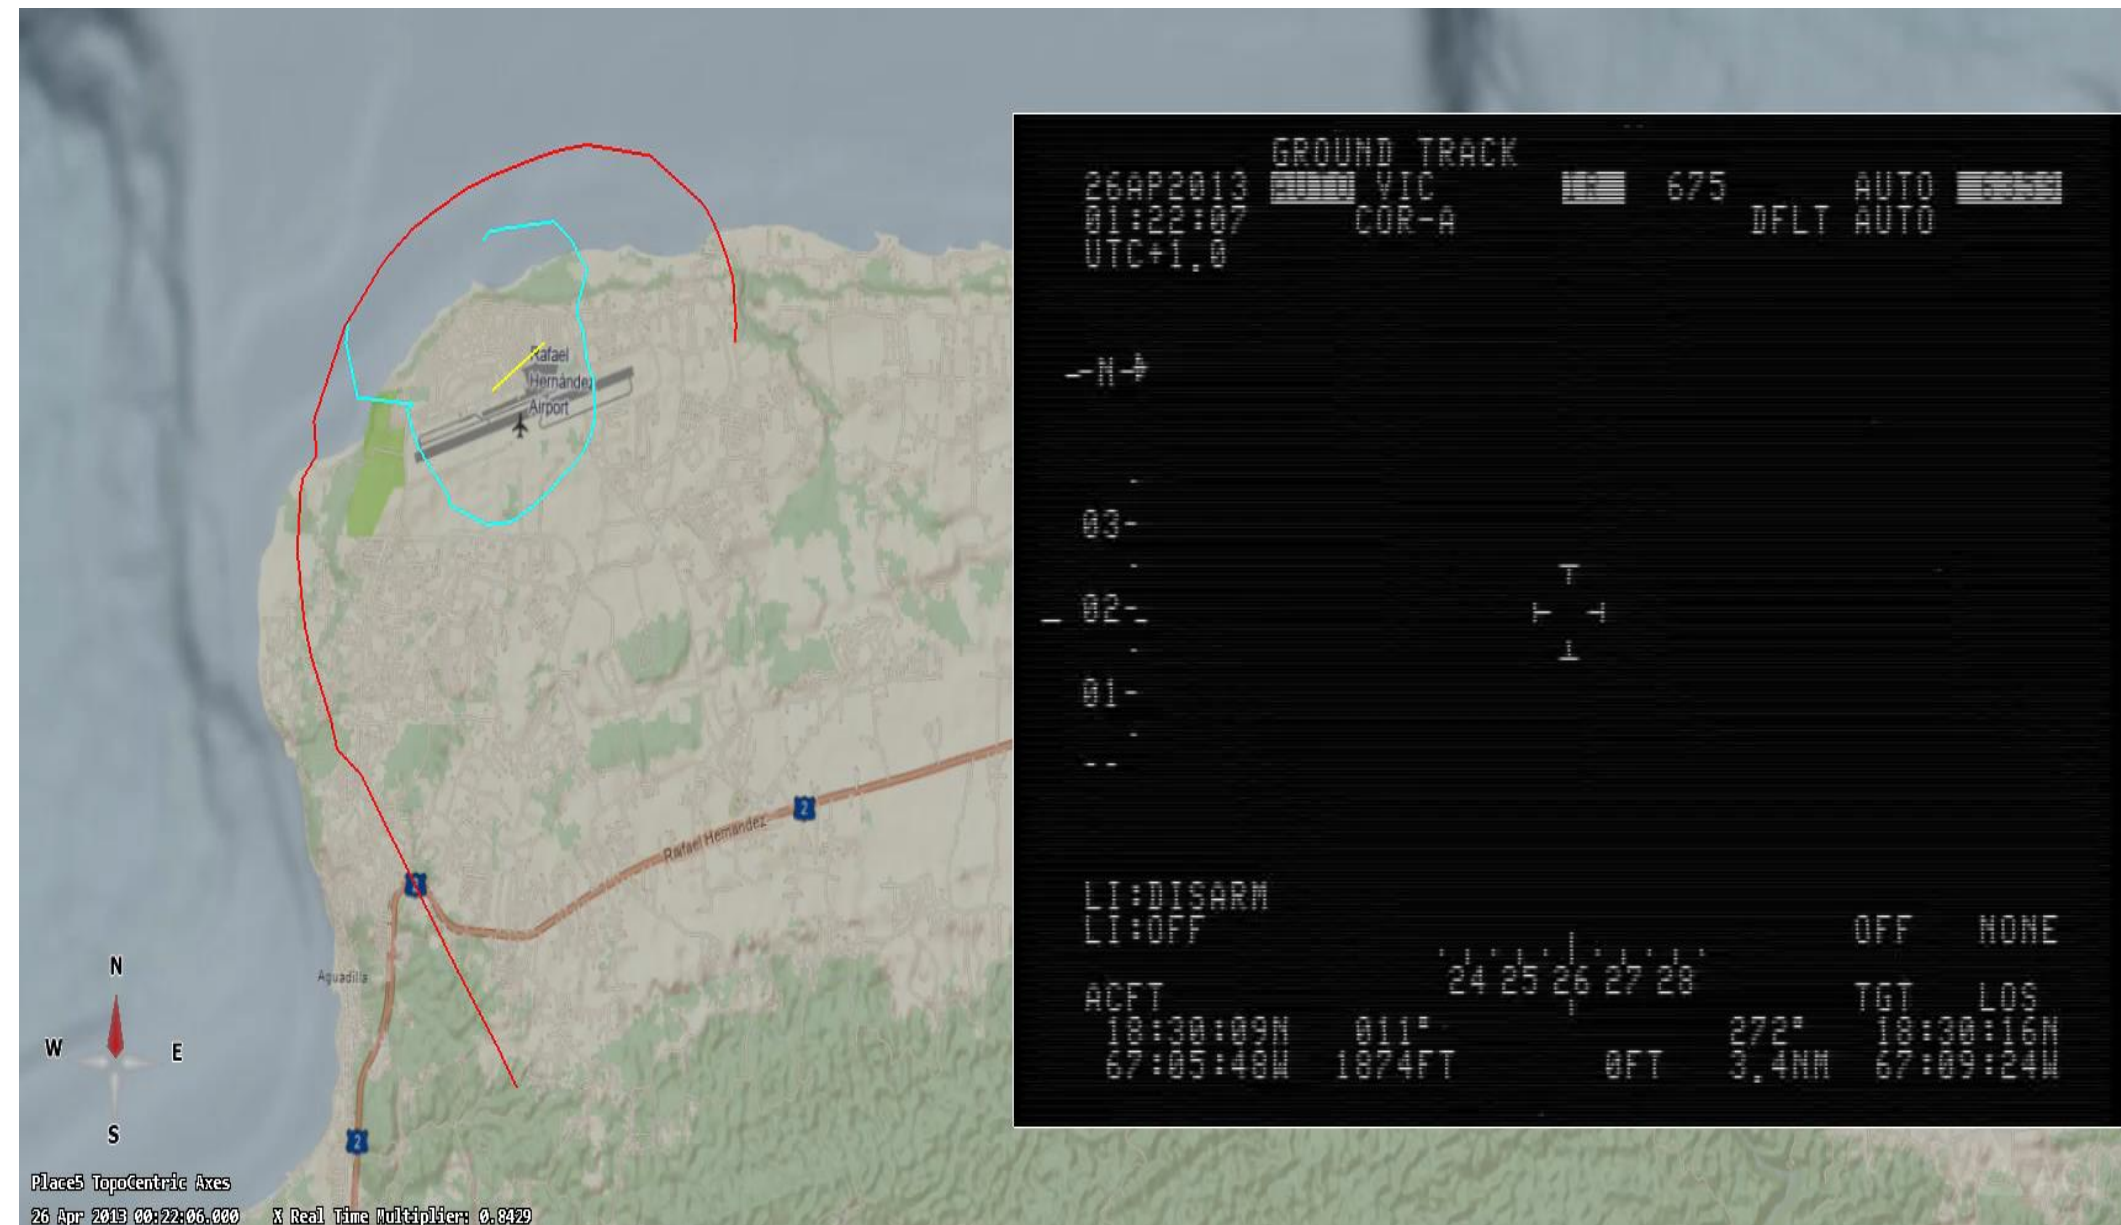 Rafael
Hernández
Airport
2
Rafael Hernandez
2
Aguadilla
2
N
W
E
S
Place5 TopoCentric Axes
26 Apr 2013 00:22:06.000 X Real Time Multiplier: 0.8429
GROUND TRACK
26AP2013 AUTO VIC IR 675 AUTO
01:22:07 COR-A DFLT AUTO
UTC+1.0
N
03
02
01
LI:DISARM
LI:OFF OFF NONE
24 25 26 27 28
ACFT TGT LOS
18:30:09N 011° 272° 18:30:16N
67:05:48W 1874FT 0FT 3.4NM 67:09:24W